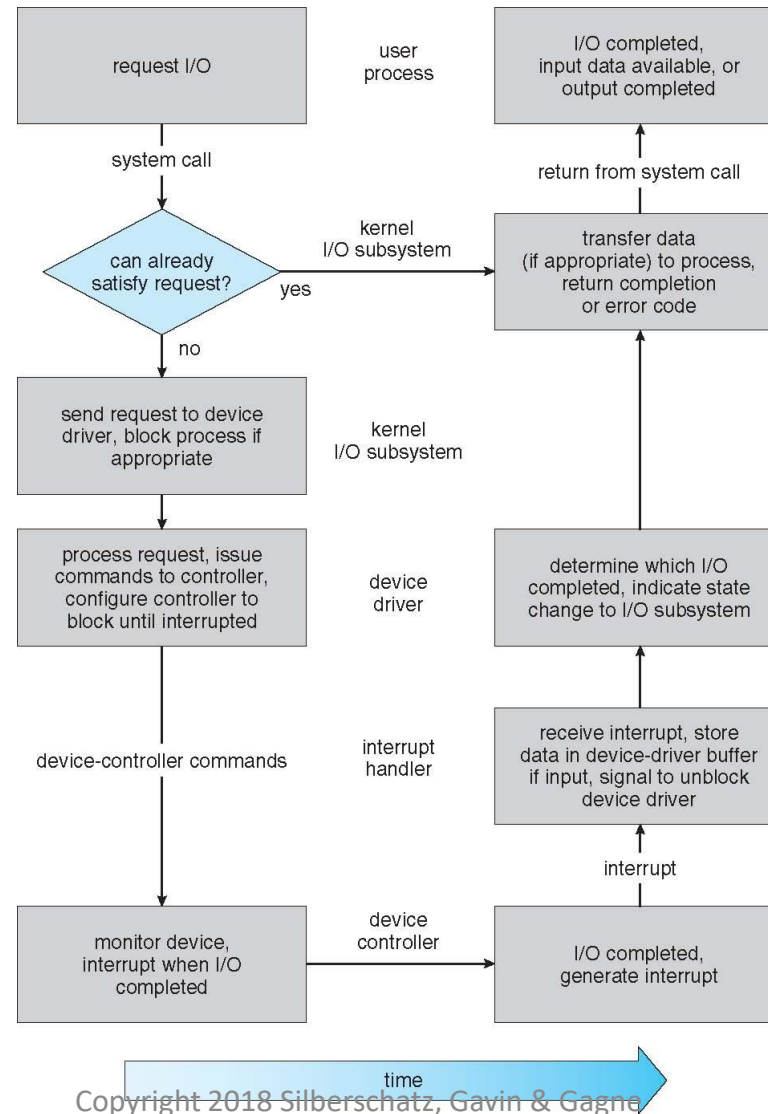 request I/O
user
process
I/O completed,
input data available, or
output completed
system call
return from system call
can already
satisfy request?
kernel
I/O subsystem
yes
transfer data
(if appropriate) to process,
return completion
or error code
no
send request to device
driver, block process if
appropriate
kernel
I/O subsystem
process request, issue
commands to controller,
configure controller to
block until interrupted
device
driver
determine which I/O
completed, indicate state
change to I/O subsystem
device-controller commands
interrupt
handler
receive interrupt, store
data in device-driver buffer
if input, signal to unblock
device driver
interrupt
monitor device,
interrupt when I/O
completed
device
controller
I/O completed,
generate interrupt
time
Copyright 2018 Silberschatz, Gavin & Gagne